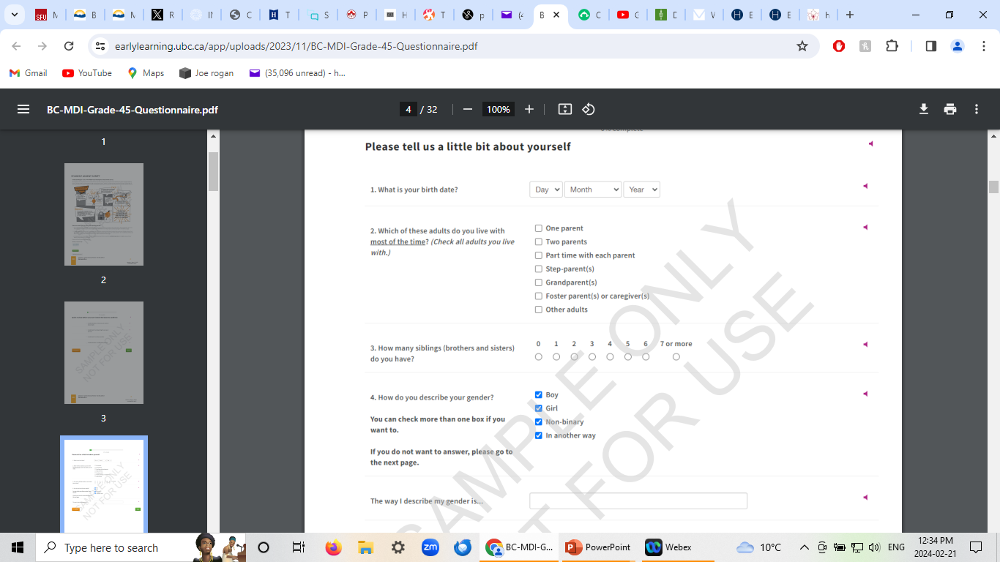 M
B
M
R
IN
C
T
S
P
H
T
p
(4
B
C
G
D
V
E
E
h
earlylearning.ubc.ca/app/uploads/2023/11/BC-MDI-Grade-45-Questionnaire.pdf
Gmail
YouTube
Maps
Joe rogan
(35,096 unread) - h...
BC-MDI-Grade-45-Questionnaire.pdf
4 / 32
100%
1
2
3
Please tell us a little bit about yourself
1. What is your birth date?
Day Month Year
2. Which of these adults do you live with
most of the time? (Check all adults you live
with.)
One parent
Two parents
Part time with each parent
Step-parent(s)
Grandparent(s)
Foster parent(s) or caregiver(s)
Other adults
3. How many siblings (brothers and sisters)
do you have?
0 1 2 3 4 5 6 7 or more
4. How do you describe your gender?
You can check more than one box if you
want to.
If you do not want to answer, please go to
the next page.
Boy
Girl
Non-binary
In another way
The way I describe my gender is...
SAMPLE ONLY
NOT FOR USE
Type here to search
zm
BC-MDI-G...
PowerPoint
Webex
10°C
ENG
12:34 PM
2024-02-21